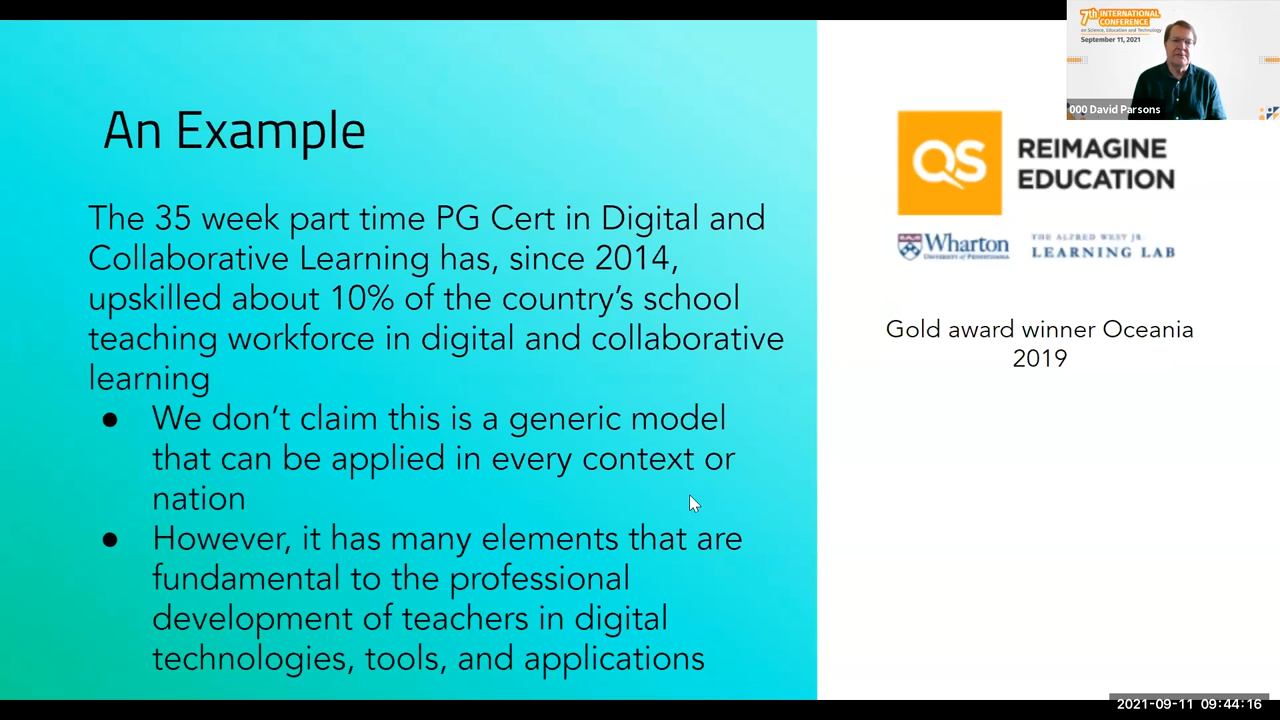 7th INTERNATIONAL
CONFERENCE
on Science, Education and Technology
September 11, 2021
000 David Parsons
An Example
The 35 week part time PG Cert in Digital and
Collaborative Learning has, since 2014,
upskilled about 10% of the country’s school
teaching workforce in digital and collaborative
learning
● We don’t claim this is a generic model
that can be applied in every context or
nation
● However, it has many elements that are
fundamental to the professional
development of teachers in digital
technologies, tools, and applications
QS REIMAGINE
EDUCATION
Wharton
UNIVERSITY of PENNSYLVANIA
THE ALFRED WEST JR
LEARNING LAB
Gold award winner Oceania
2019
2021-09-11 09:44:16